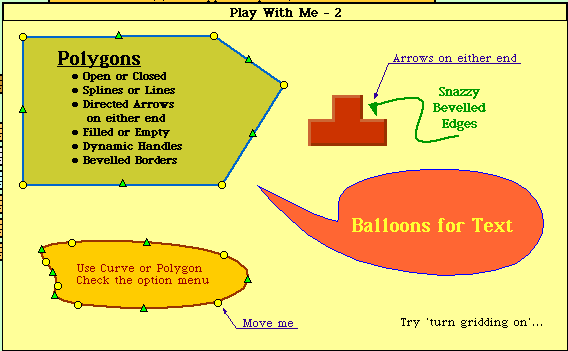 Play With Me - 2
Polygons
● Open or Closed
● Splines or Lines
● Directed Arrows
on either end
● Filled or Empty
● Dynamic Handles
● Bevelled Borders
Arrows on either end
Snazzy
Bevelled
Edges
Balloons for Text
Use Curve or Polygon
Check the option menu
Move me
Try 'turn gridding on'...